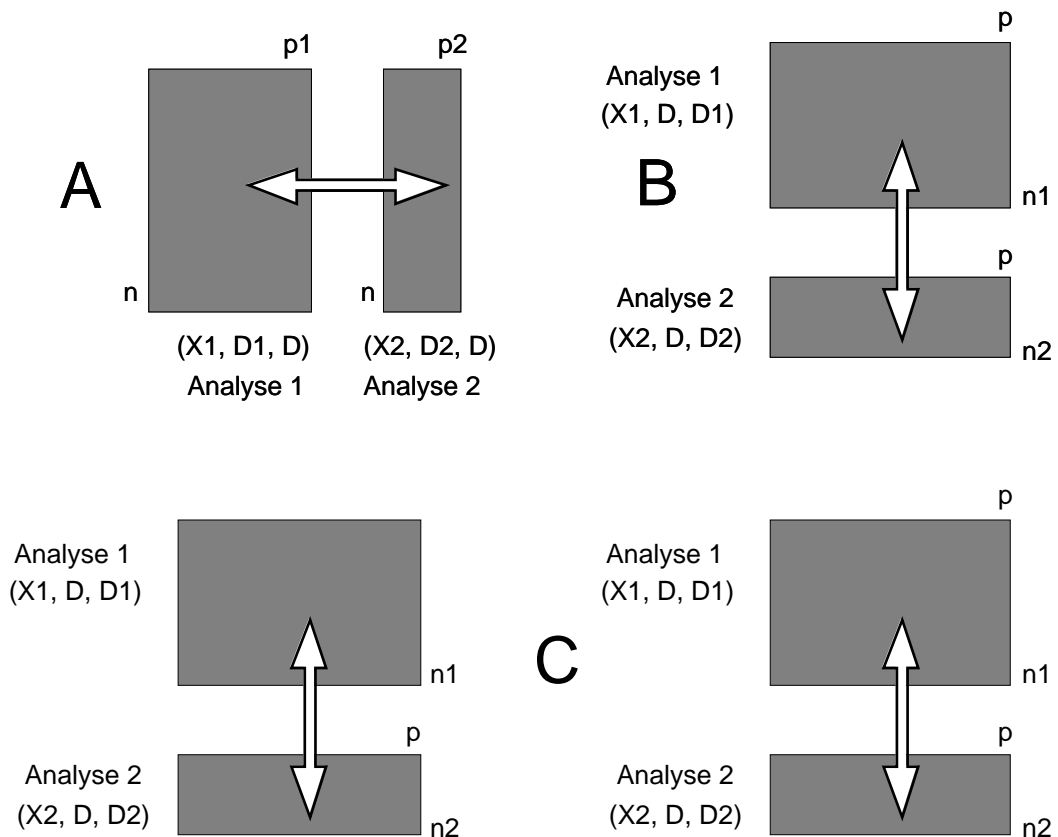 p1
p2
A
n
n
(X1, D1, D)
(X2, D2, D)
Analyse 1
Analyse 2
p
Analyse 1
(X1, D, D1)
B
n1
p
Analyse 2
(X2, D, D2)
n2
Analyse 1
(X1, D, D1)
n1
p
Analyse 2
(X2, D, D2)
n2
C
p
Analyse 1
(X1, D, D1)
n1
p
Analyse 2
(X2, D, D2)
n2